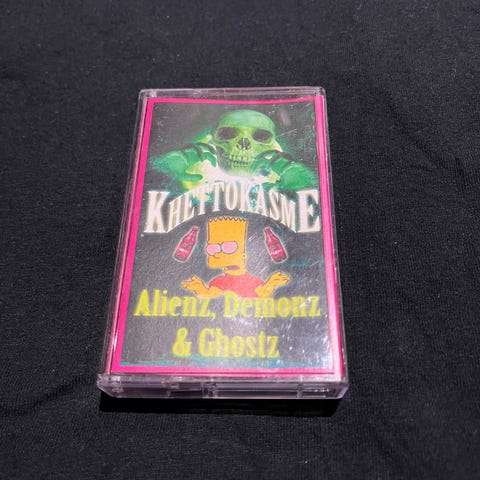 KHETTOKASME
Alienz, Demonz
& Ghostz